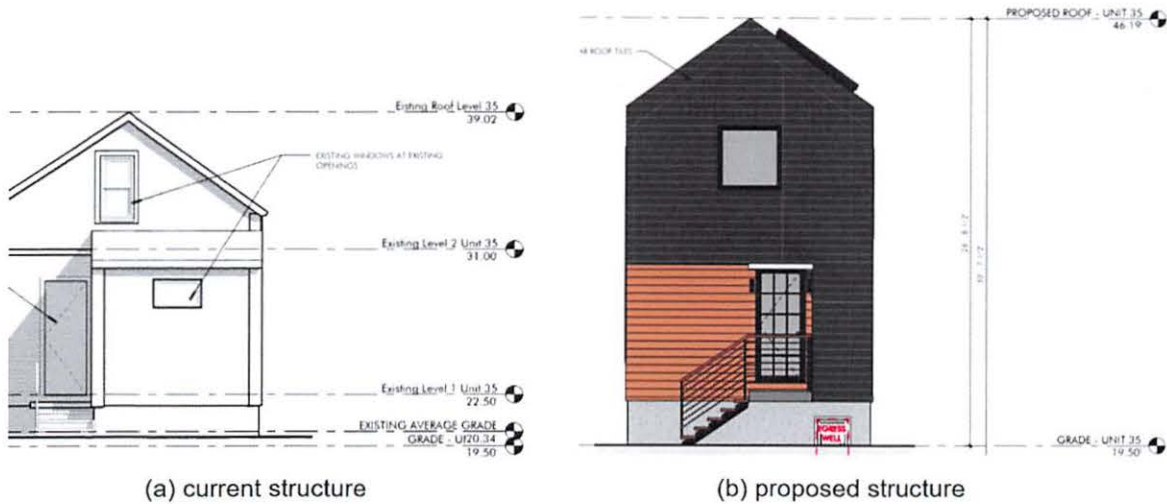 Existing Roof Level 35
39.02
EXISTING WINDOWS AT EXISTING
OPENINGS
Existing Level 2 Unit 35
31.00
Existing Level 1 Unit 35
22.50
EXISTING AVERAGE GRADE
20.34
19.50
(a) current structure
PROPOSED ROOF - UNIT 35
46.19
ROOF TILES
EGRESS
WELL
GRADE - UNIT 35
19.50
(b) proposed structure